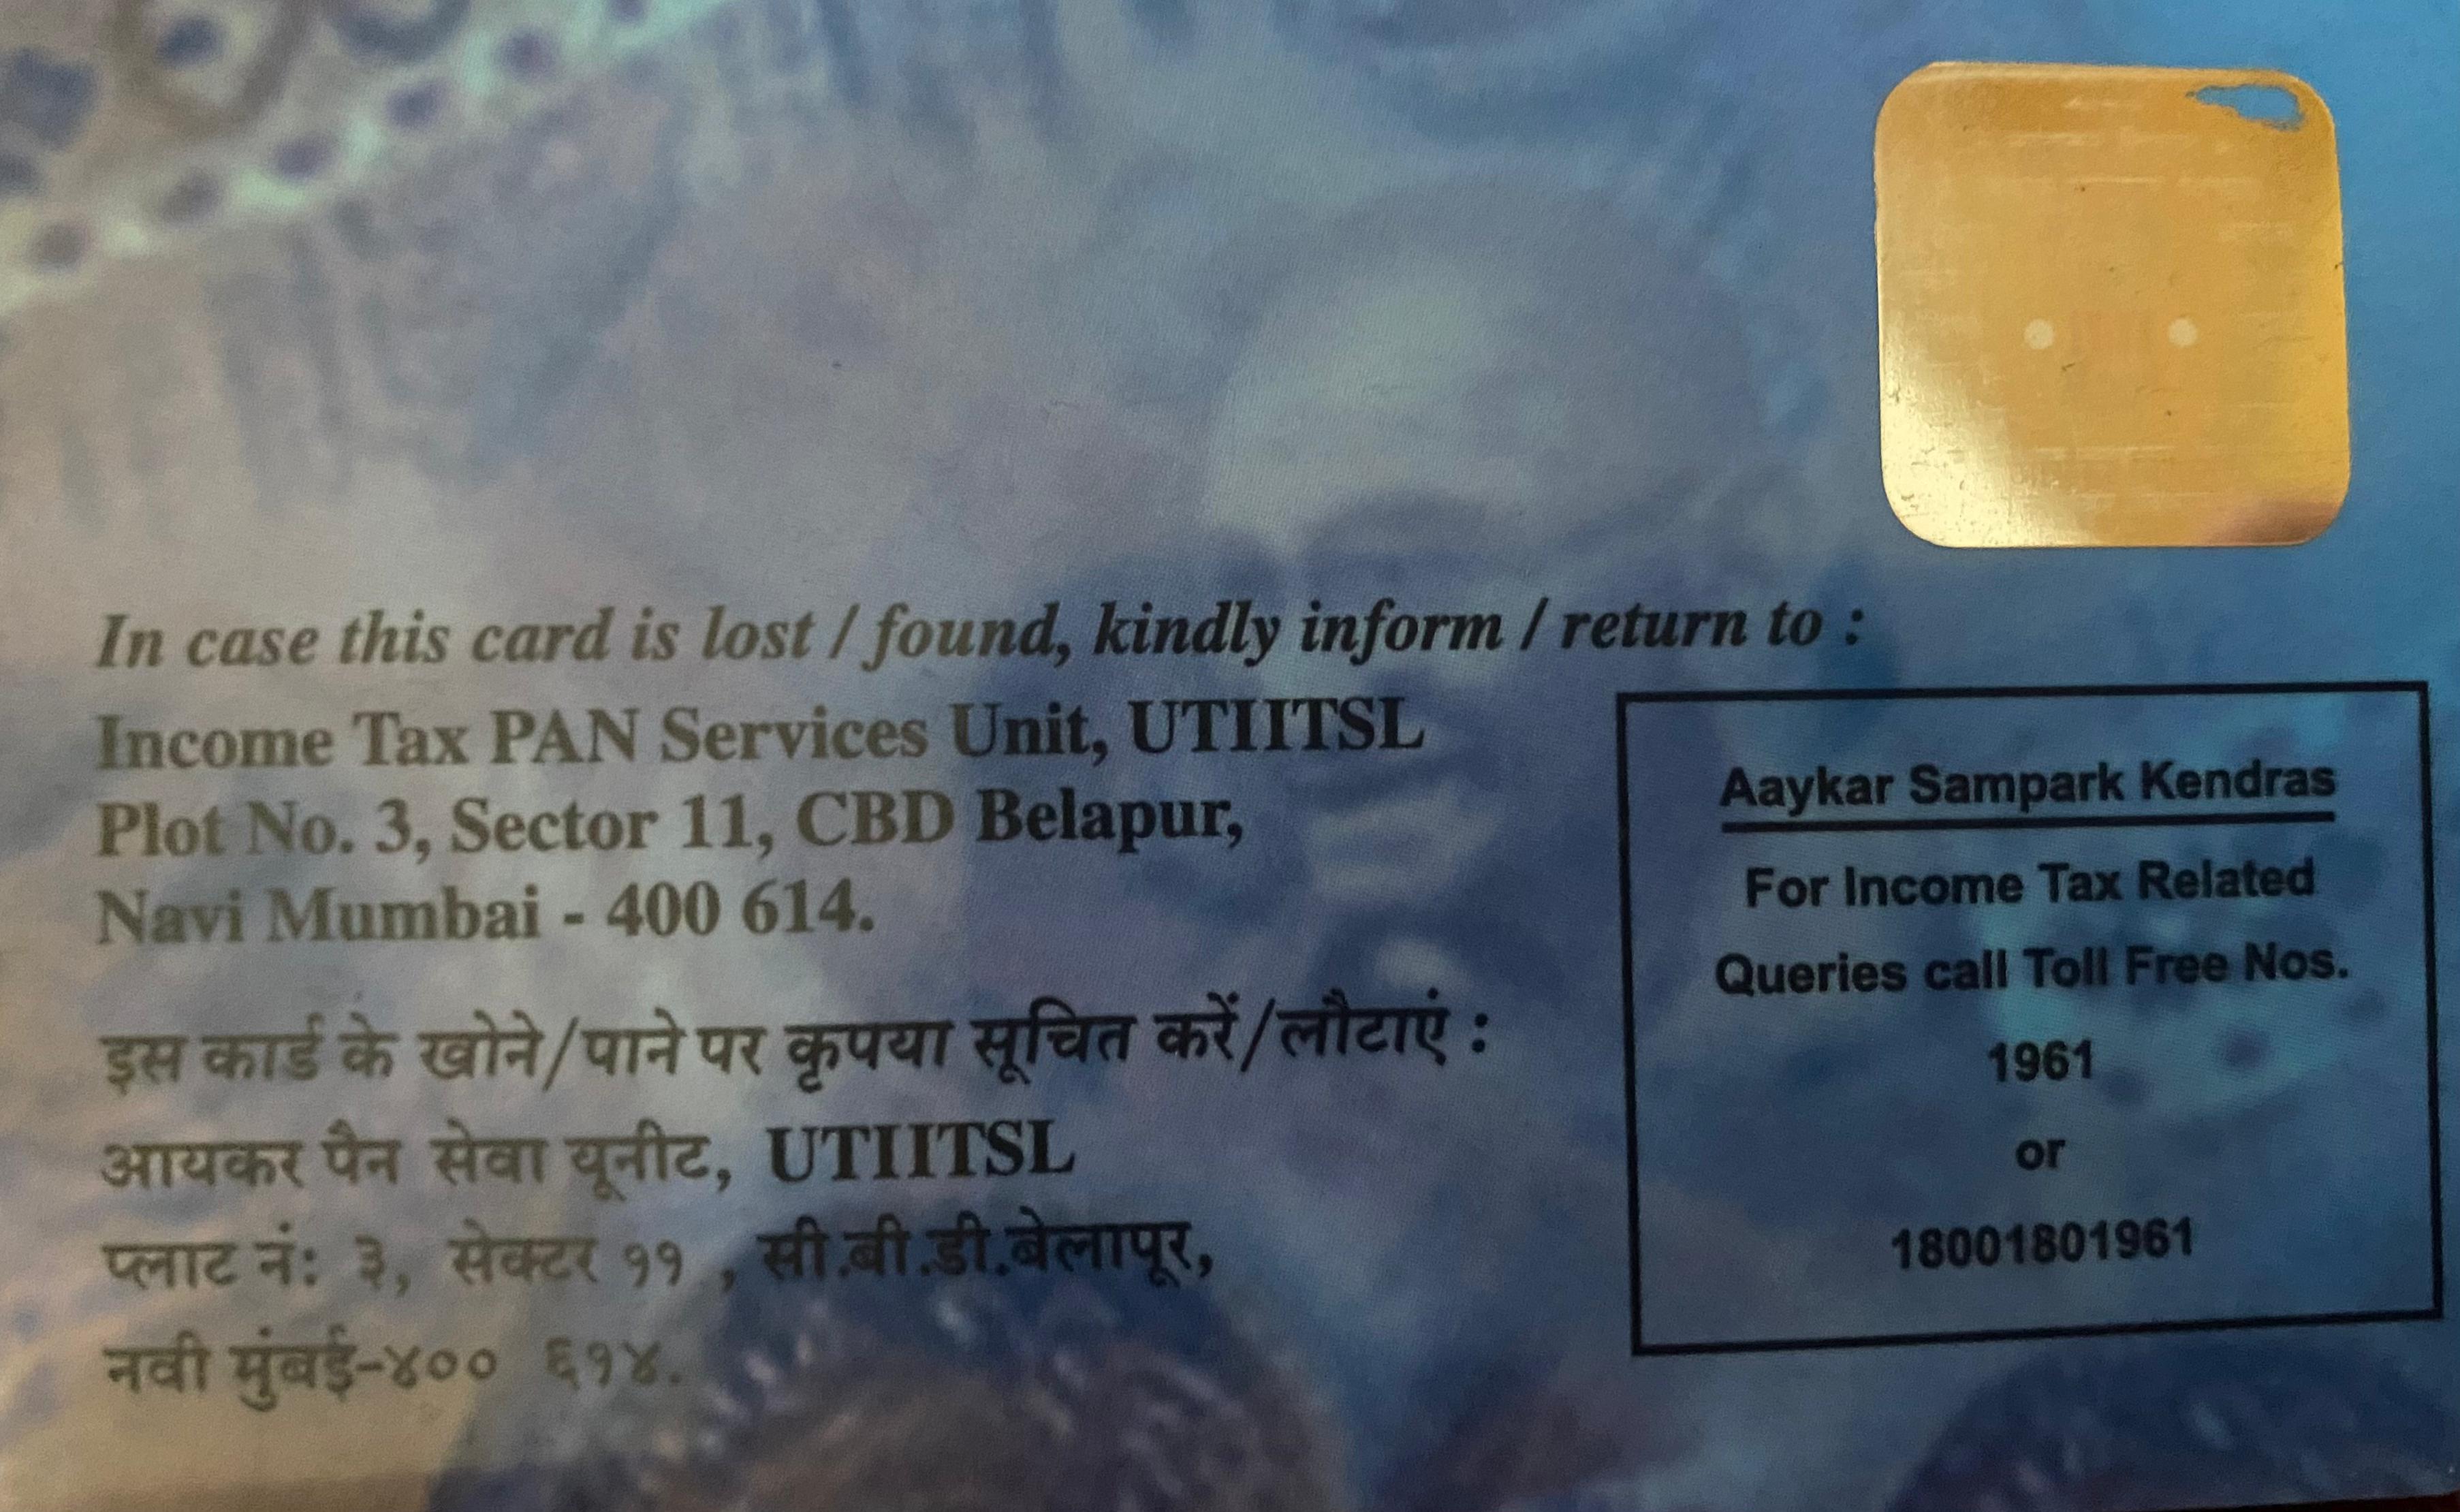 In case this card is lost / found, kindly inform / return to :
Income Tax PAN Services Unit, UTIITSL
Plot No. 3, Sector 11, CBD Belapur,
Navi Mumbai - 400 614.
इस कार्ड के खोने/पाने पर कृपया सूचित करें/लौटाएं :
आयकर पैन सेवा यूनीट, UTIITSL
प्लाट नं: ३, सेक्टर ११ , सी.बी.डी.बेलापूर,
नवी मुंबई-४०० ६१४.
Aaykar Sampark Kendras
For Income Tax Related
Queries call Toll Free Nos.
1961
or
18001801961